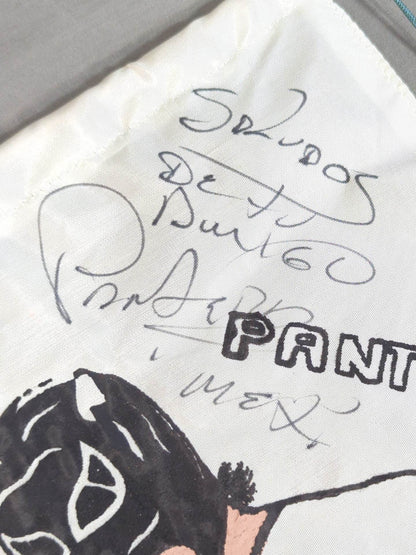 SALUDOS
DE TU
AMIGO
Pantera
PANT
MEX.